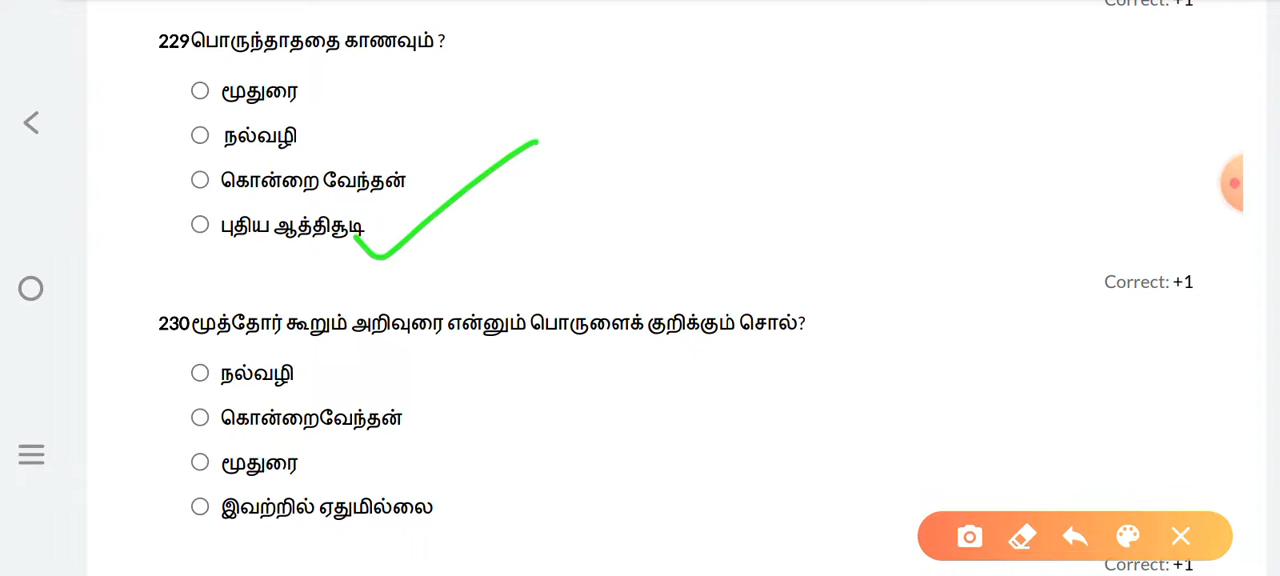 Correct: +1
229பொருந்தாததை காணவும் ?
மூதுரை
நல்வழி
கொன்றை வேந்தன்
புதிய ஆத்திசூடி
Correct: +1
230மூத்தோர் கூறும் அறிவுரை என்னும் பொருளைக் குறிக்கும் சொல்?
நல்வழி
கொன்றைவேந்தன்
மூதுரை
இவற்றில் ஏதுமில்லை
Correct: +1